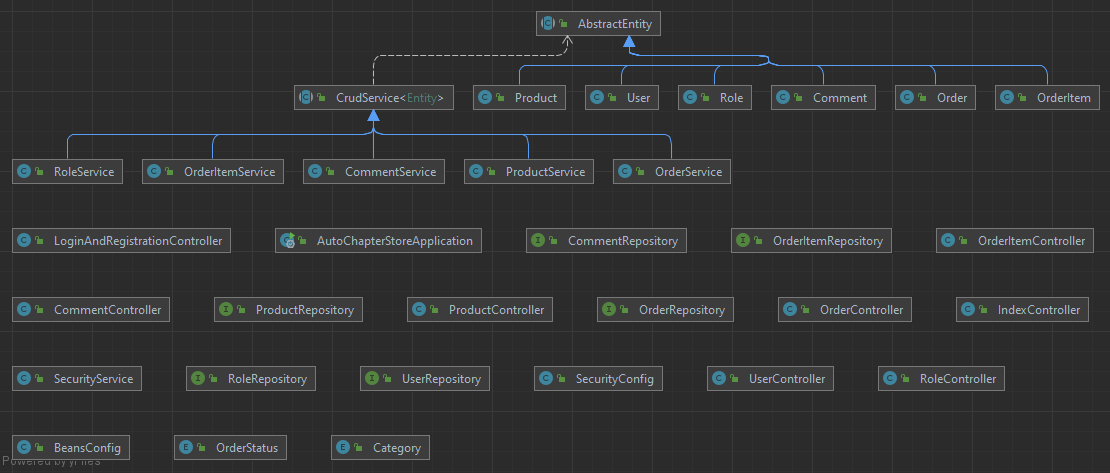 AbstractEntity
CrudService<Entity> Product User Role Comment Order OrderItem
RoleService OrderItemService CommentService ProductService OrderService
LoginAndRegistrationController AutoChapterStoreApplication CommentRepository OrderItemRepository OrderItemController
CommentController ProductRepository ProductController OrderRepository OrderController IndexController
SecurityService RoleRepository UserRepository SecurityConfig UserController RoleController
BeansConfig OrderStatus Category
Powered by yFiles